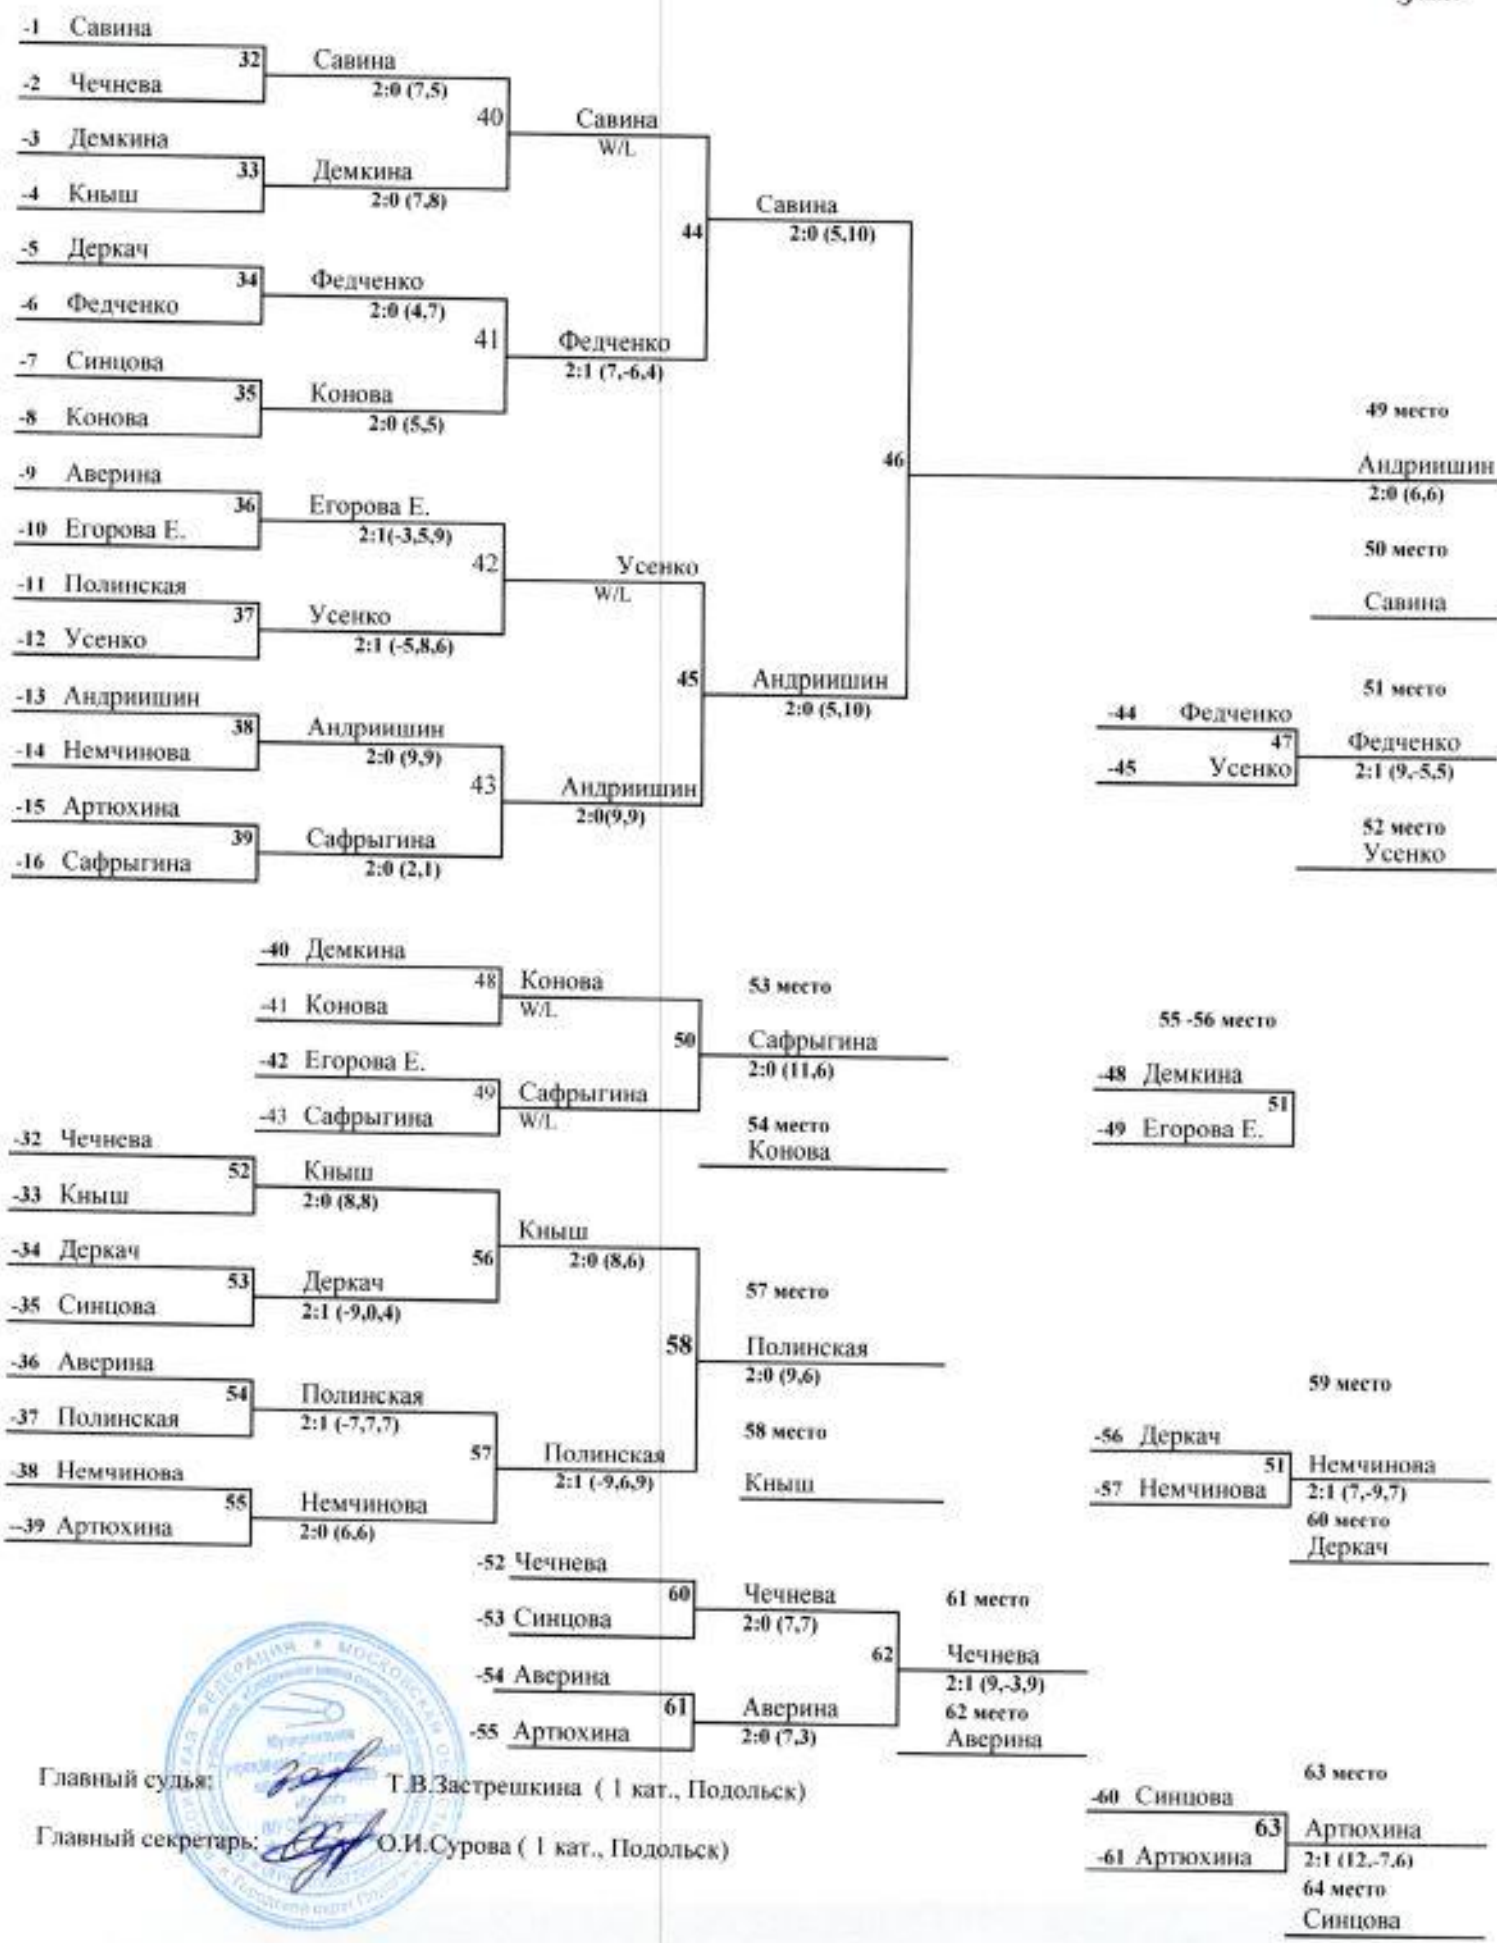 -1 Савина
32
Савина
-2 Чечнева
2:0 (7,5)
40
Савина
W/L
-3 Демкина
33
Демкина
-4 Кныш
2:0 (7,8)
44
Савина
2:0 (5,10)
-5 Деркач
34
Федченко
-6 Федченко
2:0 (4,7)
41
Федченко
2:1 (7,-6,4)
-7 Синцова
35
Конова
-8 Конова
2:0 (5,5)
46
49 место
Андриишин
2:0 (6,6)
50 место
Савина
-9 Аверина
36
Егорова Е.
-10 Егорова Е.
2:1(-3,5,9)
42
Усенко
W/L
-11 Полинская
37
Усенко
-12 Усенко
2:1 (-5,8,6)
45
Андриишин
2:0 (5,10)
-13 Андриишин
38
Андриишин
-14 Немчинова
2:0 (9,9)
43
Андриишин
2:0(9,9)
-15 Артюхина
39
Сафрыгина
-16 Сафрыгина
2:0 (2,1)
51 место
-44 Федченко
47
Федченко
-45 Усенко
2:1 (9,-5,5)
52 место
Усенко
-40 Демкина
48
Конова
-41 Конова
W/L
50
53 место
Сафрыгина
2:0 (11,6)
-42 Егорова Е.
49
Сафрыгина
-43 Сафрыгина
W/L
54 место
Конова
55 -56 место
-48 Демкина
51
-49 Егорова Е.
-32 Чечнева
52
Кныш
-33 Кныш
2:0 (8,8)
56
Кныш
2:0 (8,6)
-34 Деркач
53
Деркач
-35 Синцова
2:1 (-9,0,4)
58
57 место
Полинская
2:0 (9,6)
-36 Аверина
54
Полинская
-37 Полинская
2:1 (-7,7,7)
57
Полинская
2:1 (-9,6,9)
58 место
Кныш
-38 Немчинова
55
Немчинова
--39 Артюхина
2:0 (6,6)
59 место
-56 Деркач
51
Немчинова
-57 Немчинова
2:1 (7,-9,7)
60 место
Деркач
-52 Чечнева
60
Чечнева
-53 Синцова
2:0 (7,7)
62
61 место
Чечнева
2:1 (9,-3,9)
-54 Аверина
61
Аверина
-55 Артюхина
2:0 (7,3)
62 место
Аверина
Главный судья: Т.В.Застрешкина ( 1 кат., Подольск)
Главный секретарь: О.И.Сурова ( 1 кат., Подольск)
63 место
-60 Синцова
63
Артюхина
-61 Артюхина
2:1 (12,-7,6)
64 место
Синцова